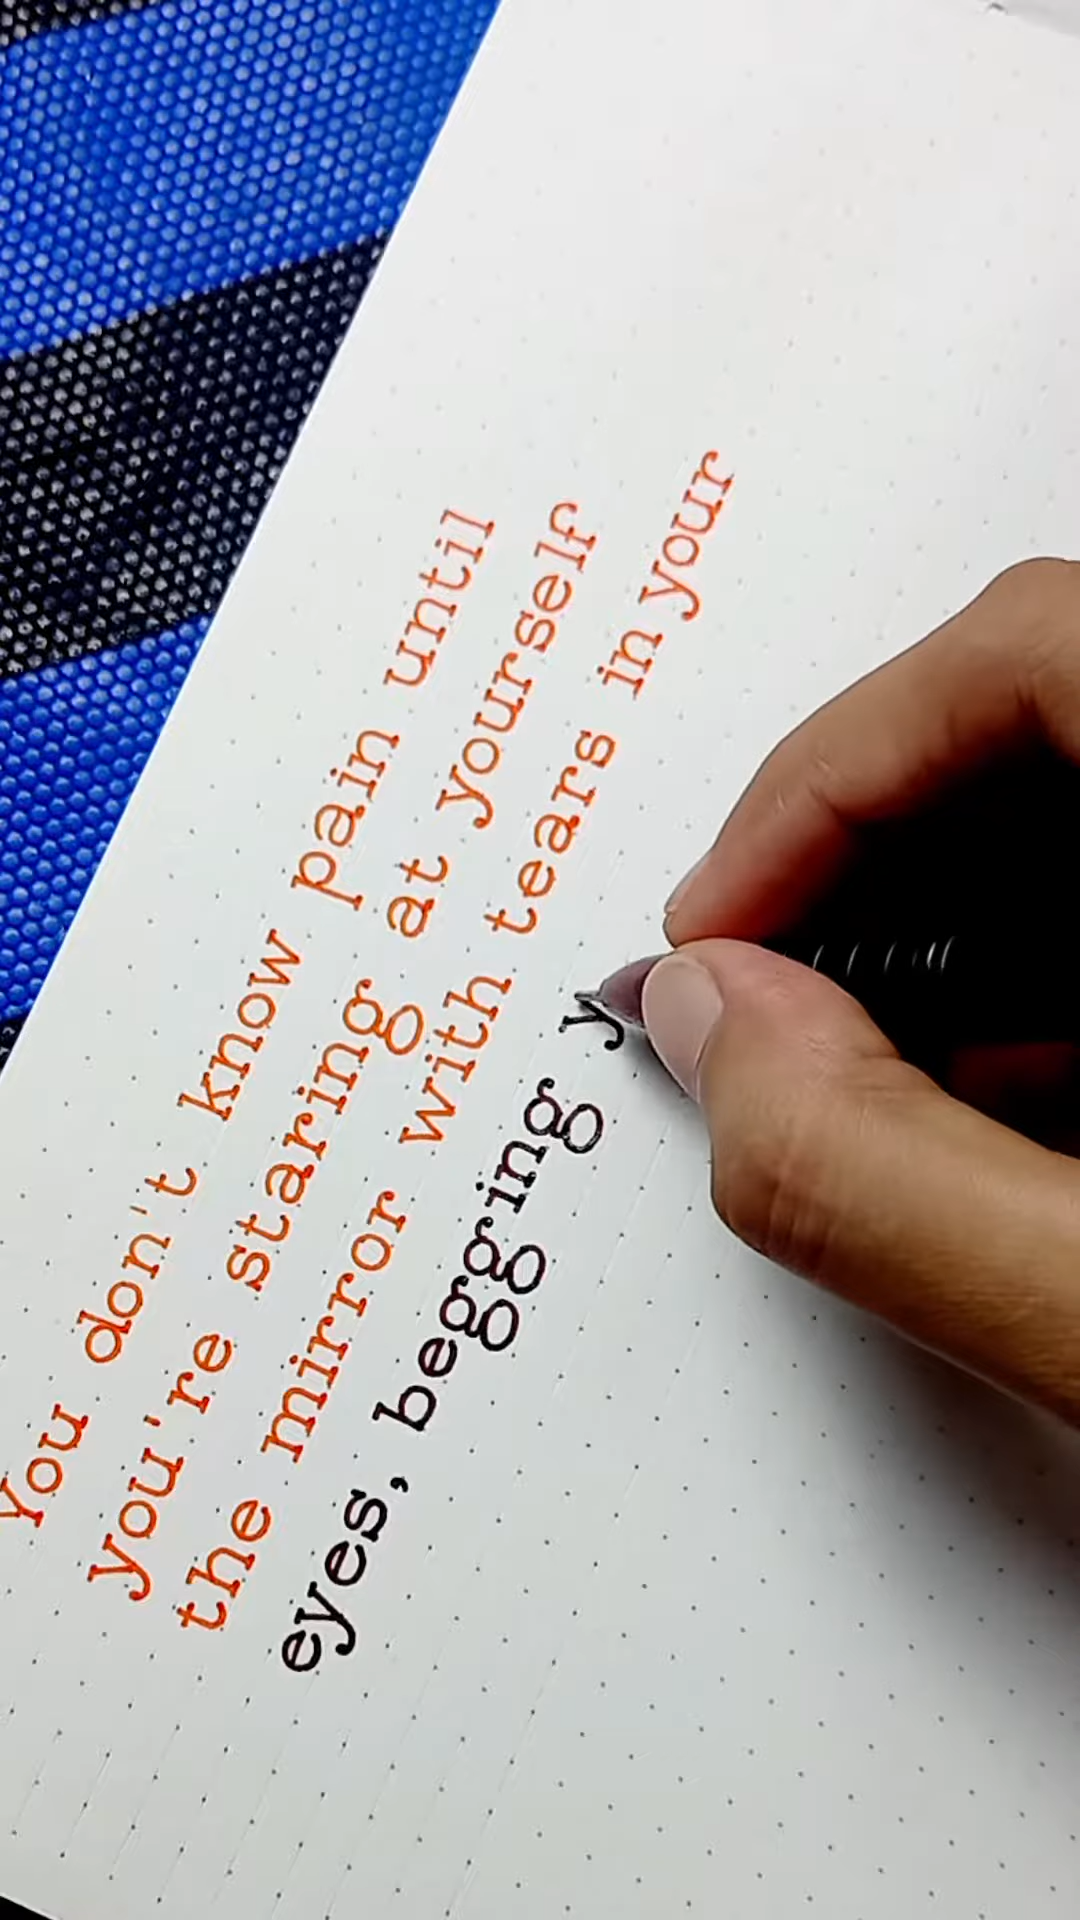 You don't know pain until
you're staring at yourself
the mirror with tears in your
eyes, begging y